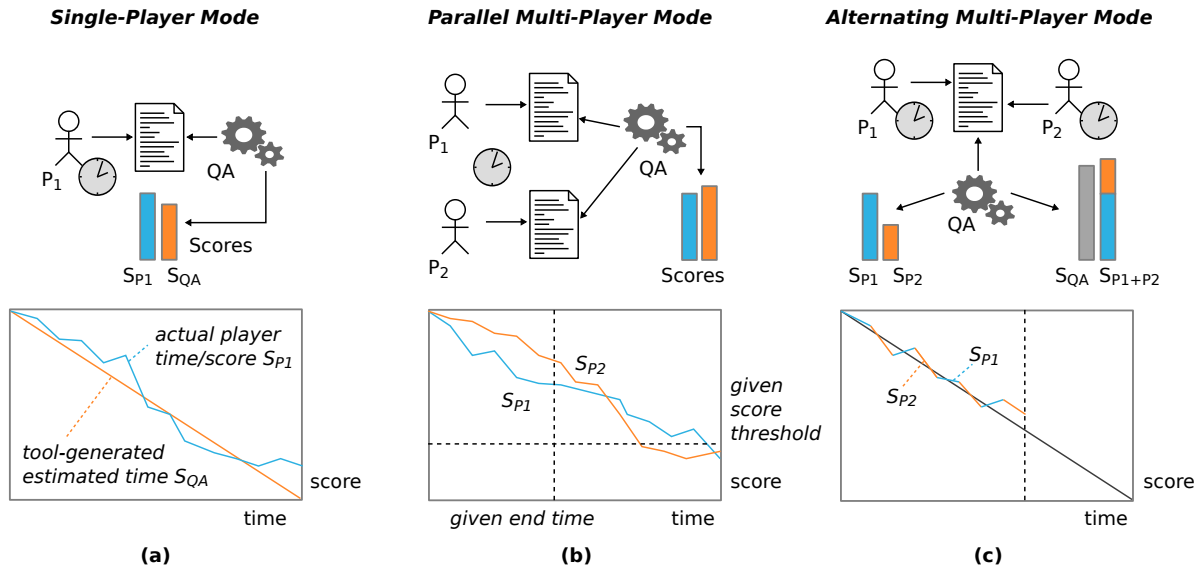 Single-Player Mode
P1
QA
Scores
SP1
SQA
actual player
time/score SP1
tool-generated
estimated time SQA
score
time
(a)
Parallel Multi-Player Mode
P1
QA
P2
Scores
SP2
SP1
given
score
threshold
score
given end time
time
(b)
Alternating Multi-Player Mode
P1
P2
QA
SP1
SP2
SQA
SP1+P2
SP1
SP2
score
time
(c)